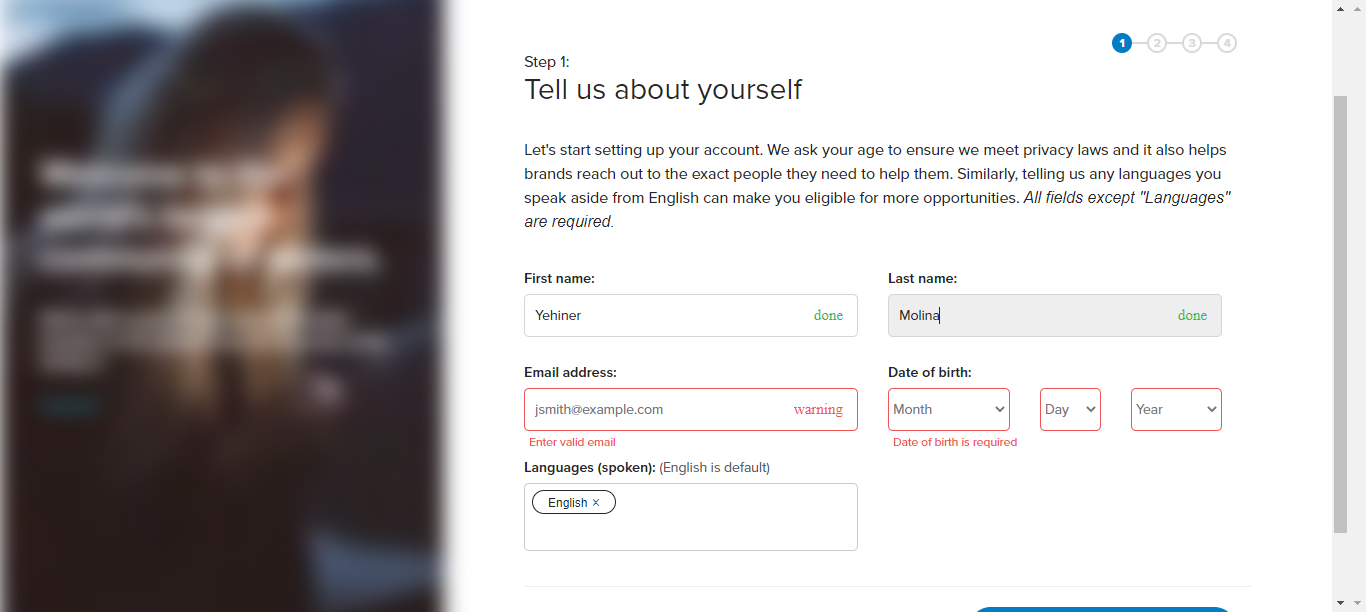 1 2 3 4
Step 1:
Tell us about yourself
Let's start setting up your account. We ask your age to ensure we meet privacy laws and it also helps
brands reach out to the exact people they need to help them. Similarly, telling us any languages you
speak aside from English can make you eligible for more opportunities. All fields except "Languages"
are required.
First name: Last name:
Yehiner done Molina done
Email address: Date of birth:
jsmith@example.com warning Month Day Year
Enter valid email Date of birth is required
Languages (spoken): (English is default)
English ×